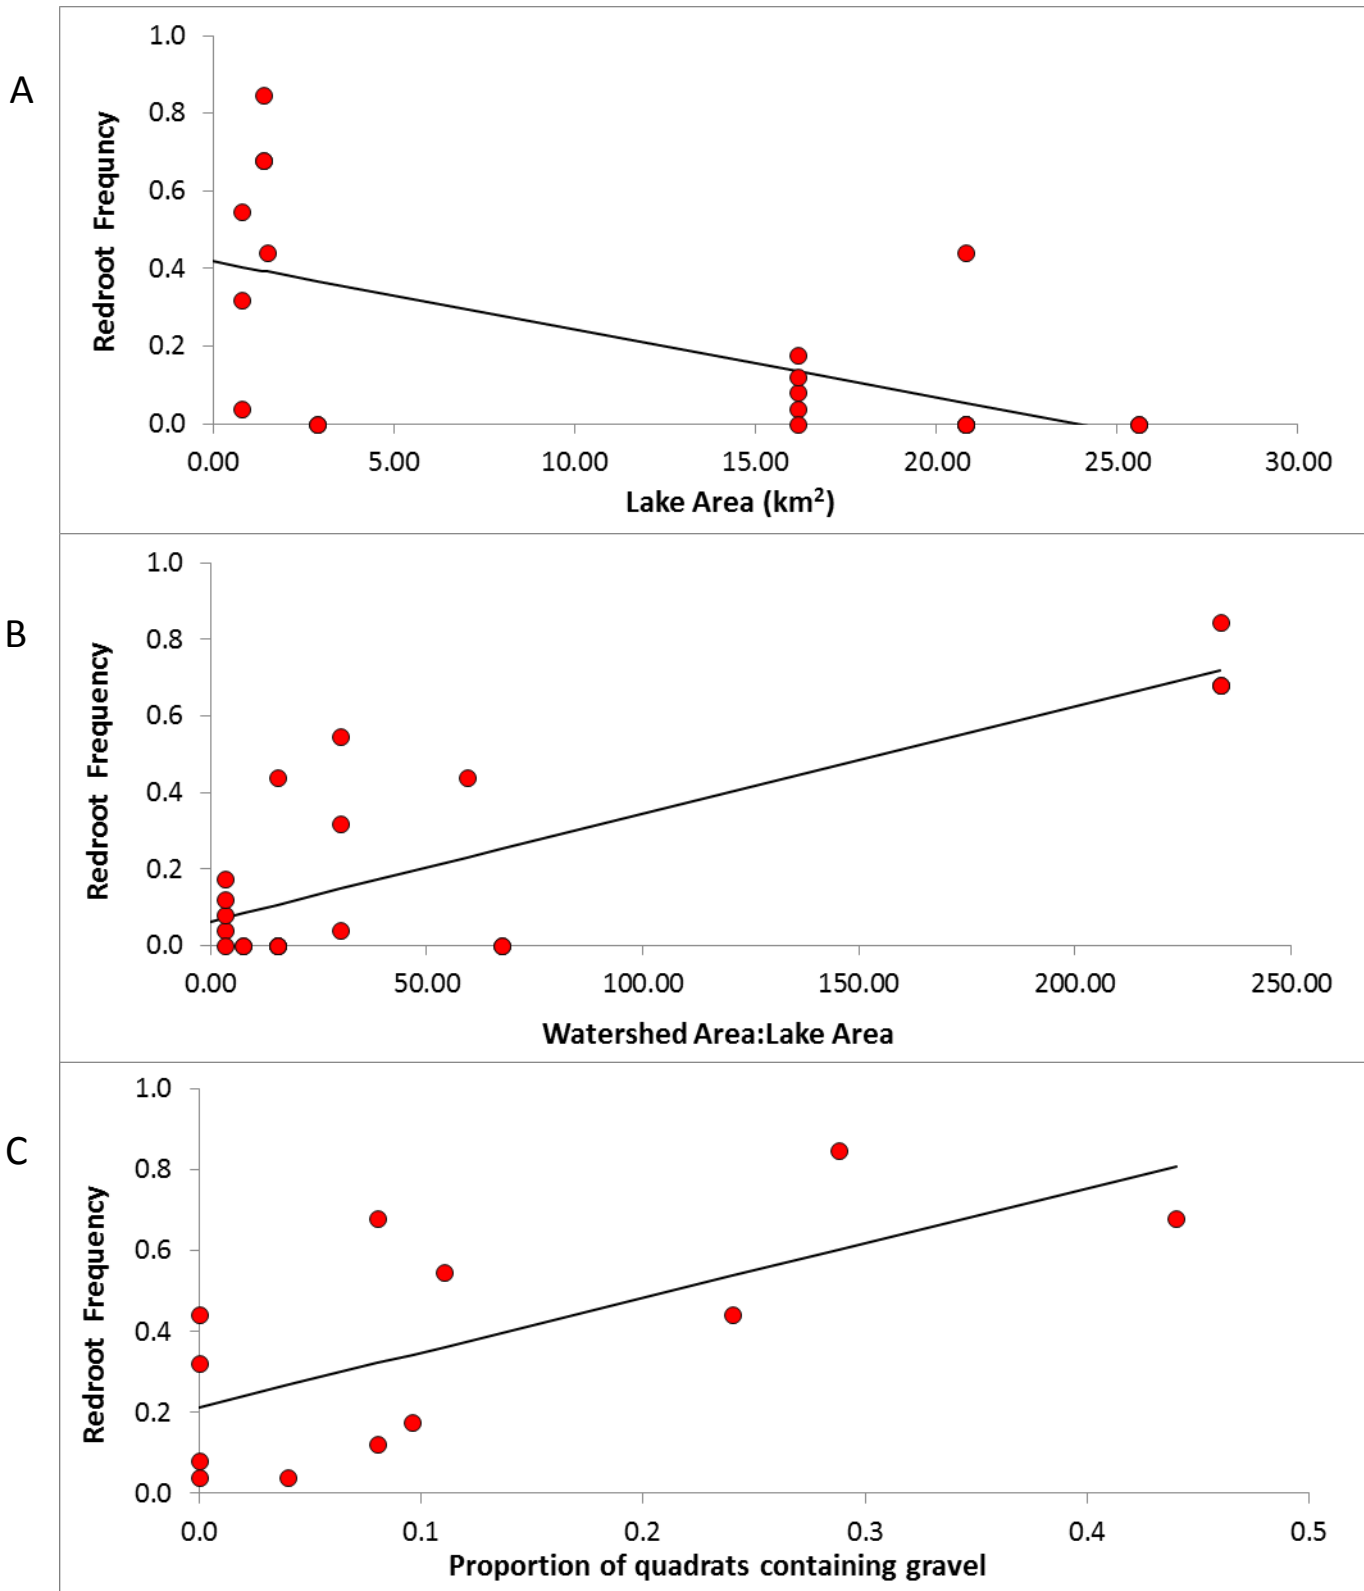 A
Redroot Frequncy
1.0
0.8
0.6
0.4
0.2
0.0
0.00 5.00 10.00 15.00 20.00 25.00 30.00
Lake Area (km²)
B
Redroot Frequency
1.0
0.8
0.6
0.4
0.2
0.0
0.00 50.00 100.00 150.00 200.00 250.00
Watershed Area:Lake Area
C
Redroot Frequency
1.0
0.8
0.6
0.4
0.2
0.0
0.0 0.1 0.2 0.3 0.4 0.5
Proportion of quadrats containing gravel